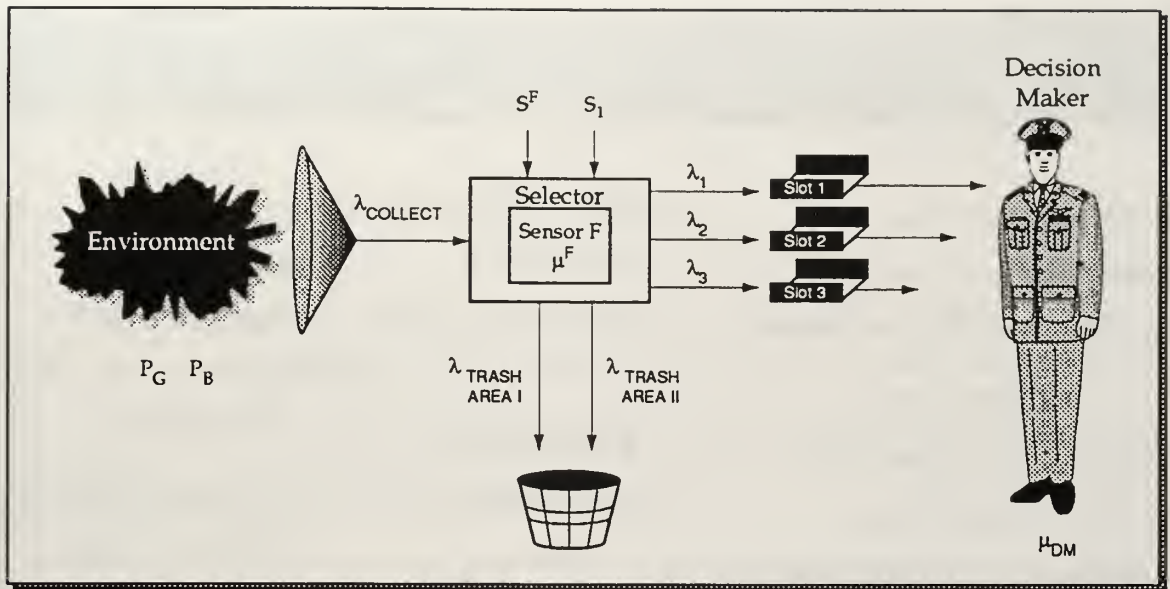 Environment
P_G P_B
λ_COLLECT
S^F S_1
Selector
Sensor F
μ^F
λ_TRASH AREA I
λ_TRASH AREA II
λ_1
λ_2
λ_3
Slot 1
Slot 2
Slot 3
Decision
Maker
μ_DM